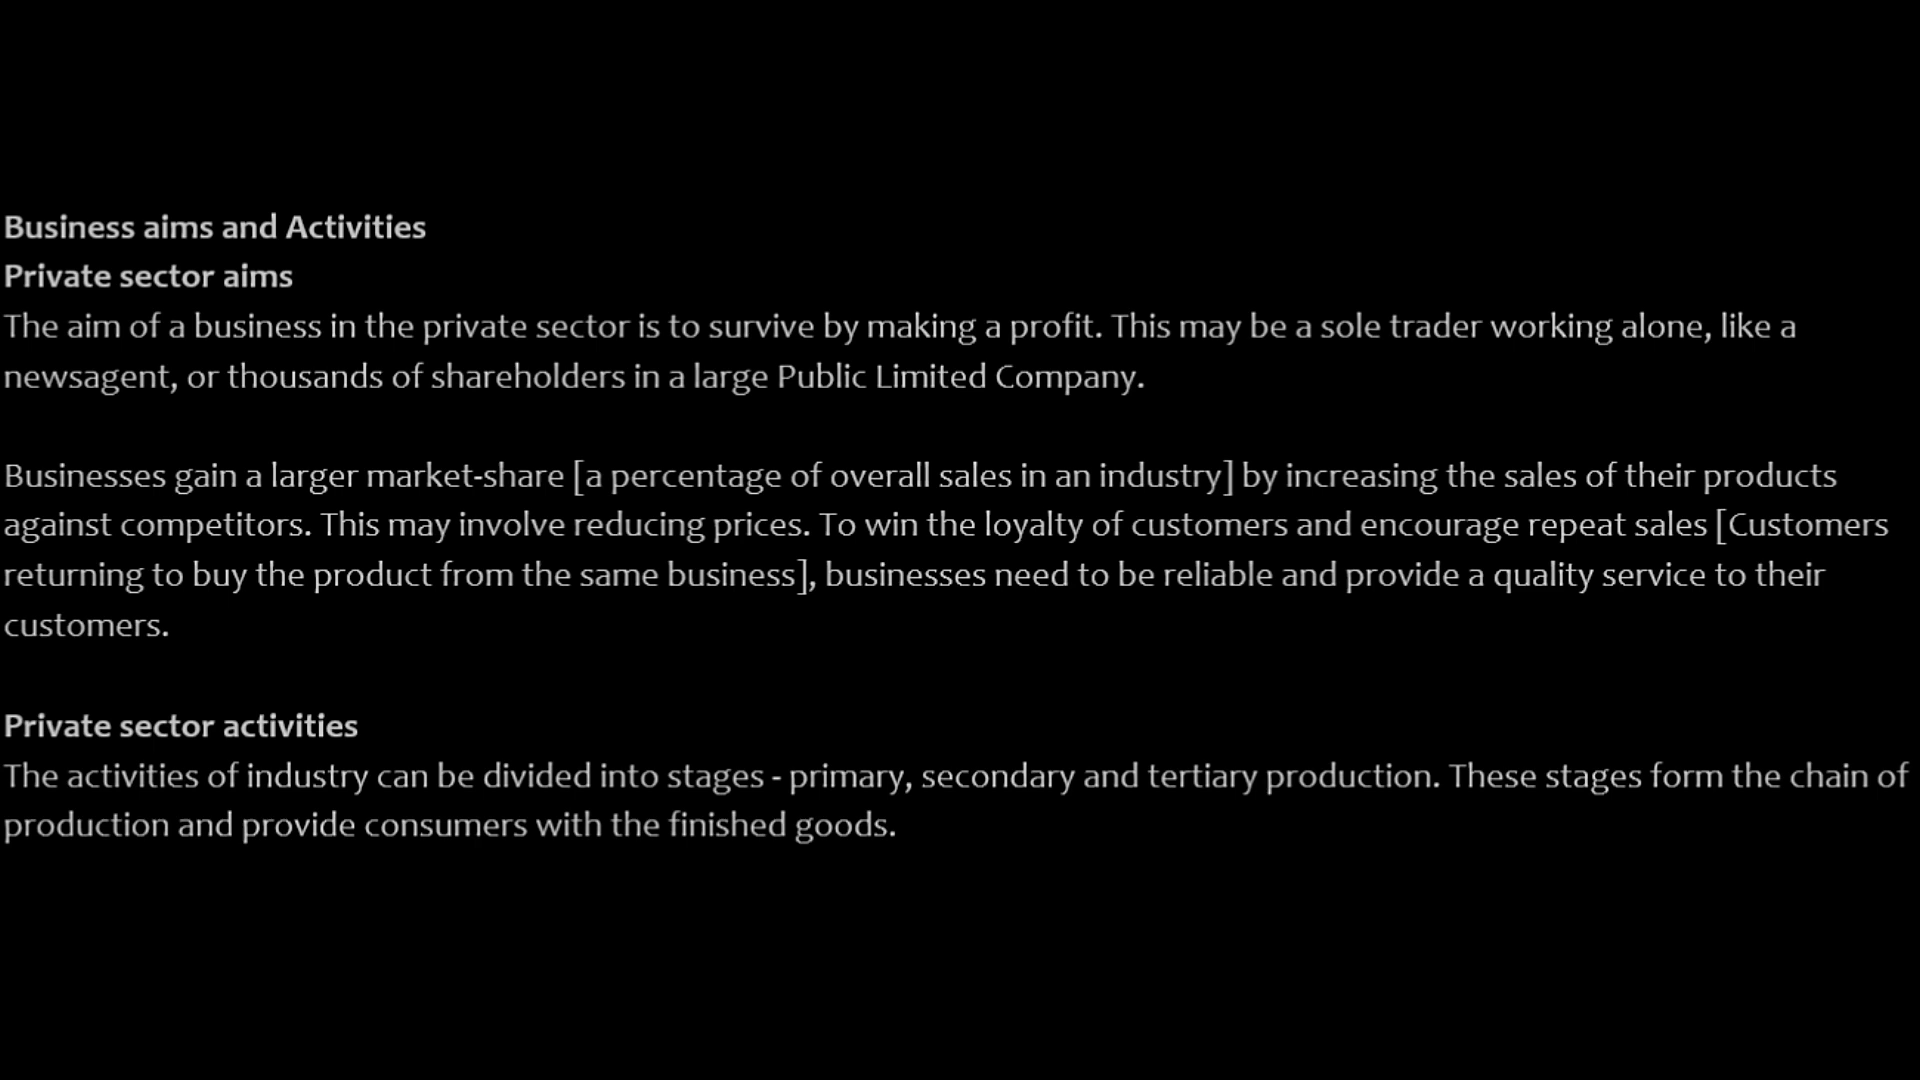 Business aims and Activities
Private sector aims
The aim of a business in the private sector is to survive by making a profit. This may be a sole trader working alone, like a
newsagent, or thousands of shareholders in a large Public Limited Company.
Businesses gain a larger market-share [a percentage of overall sales in an industry] by increasing the sales of their products
against competitors. This may involve reducing prices. To win the loyalty of customers and encourage repeat sales [Customers
returning to buy the product from the same business], businesses need to be reliable and provide a quality service to their
customers.
Private sector activities
The activities of industry can be divided into stages - primary, secondary and tertiary production. These stages form the chain of
production and provide consumers with the finished goods.